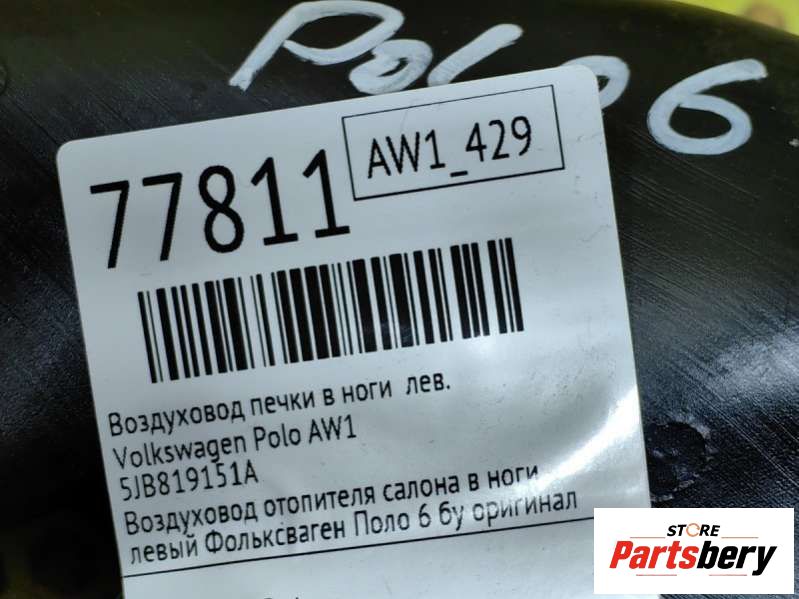 Polo 6
77811
AW1_429
Воздуховод печки в ноги лев.
Volkswagen Polo AW1
5JB819151A
Воздуховод отопителя салона в ноги
левый Фольксваген Поло 6 бу оригинал
STORE
Partsbery